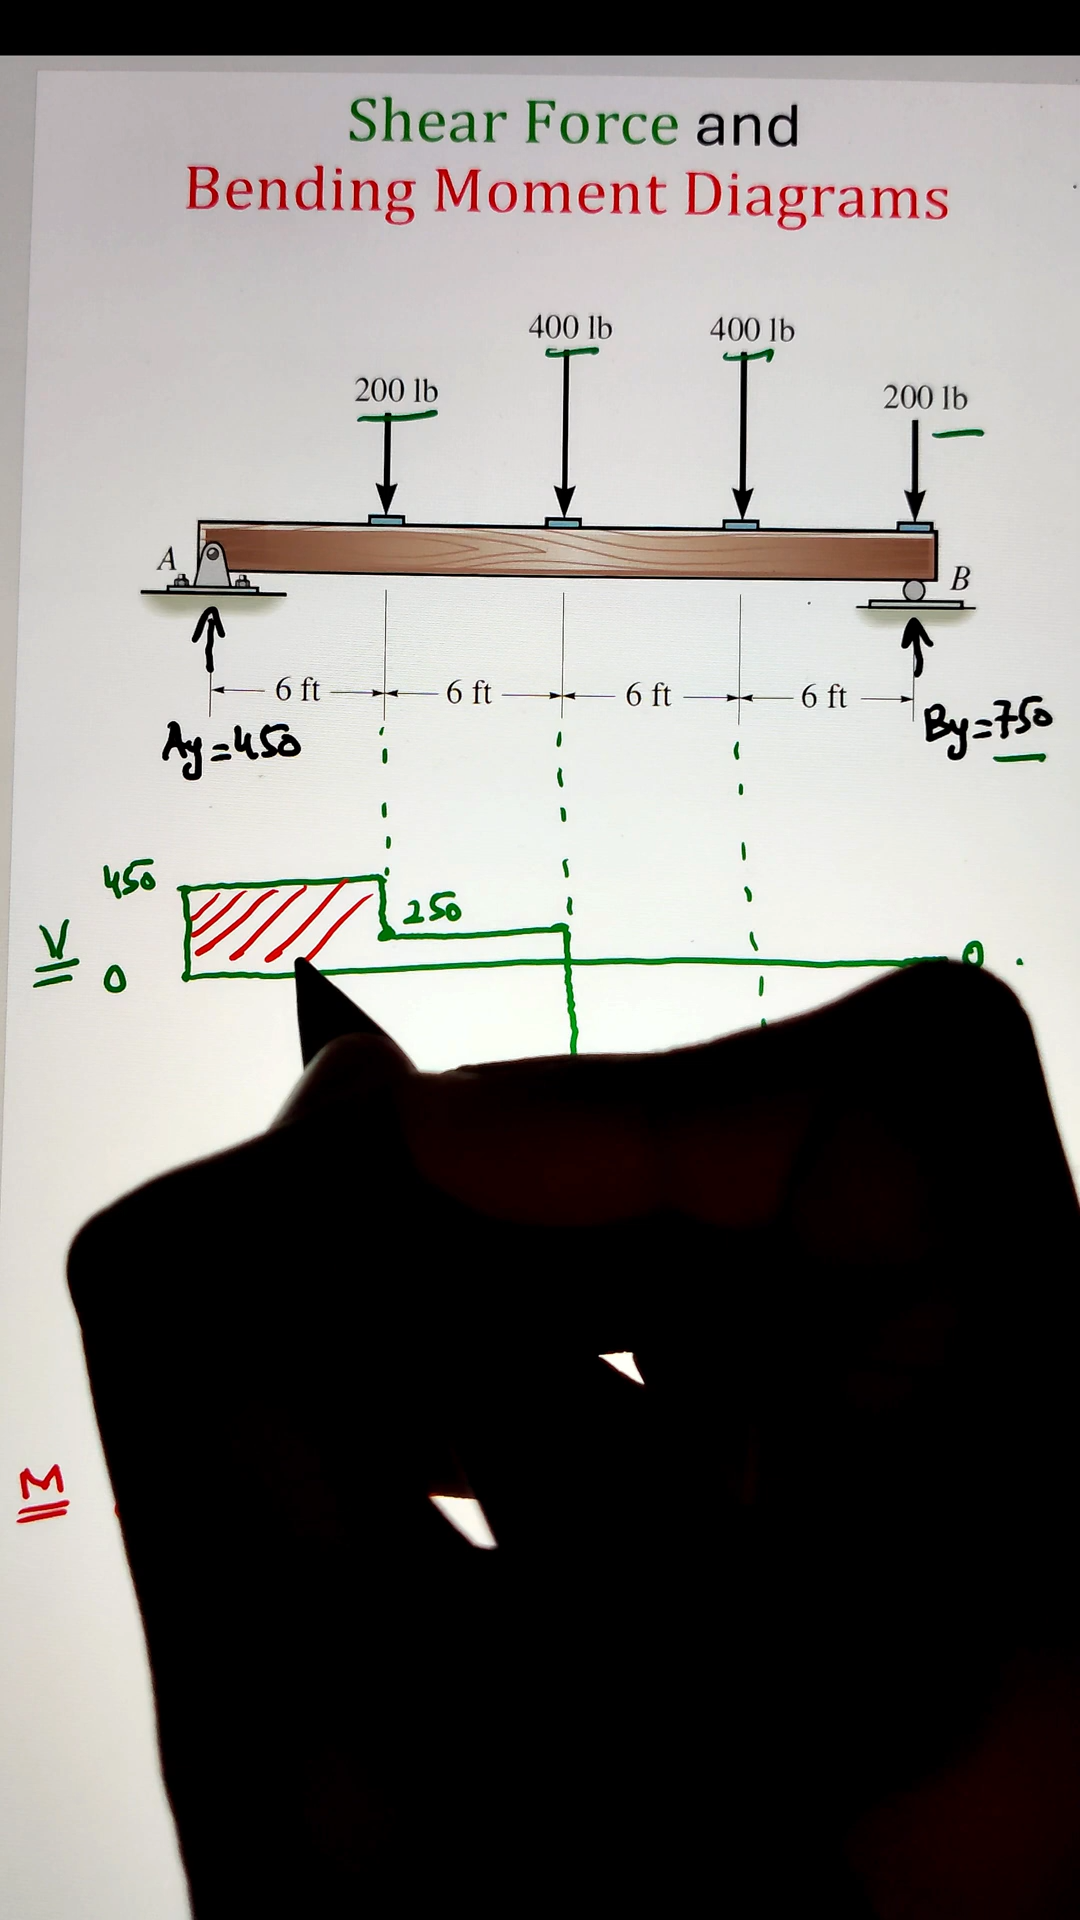 Shear Force and
Bending Moment Diagrams
400 lb
400 lb
200 lb
200 lb
A
B
6 ft
6 ft
6 ft
6 ft
Ay=450
By=750
450
250
V
0
0
M